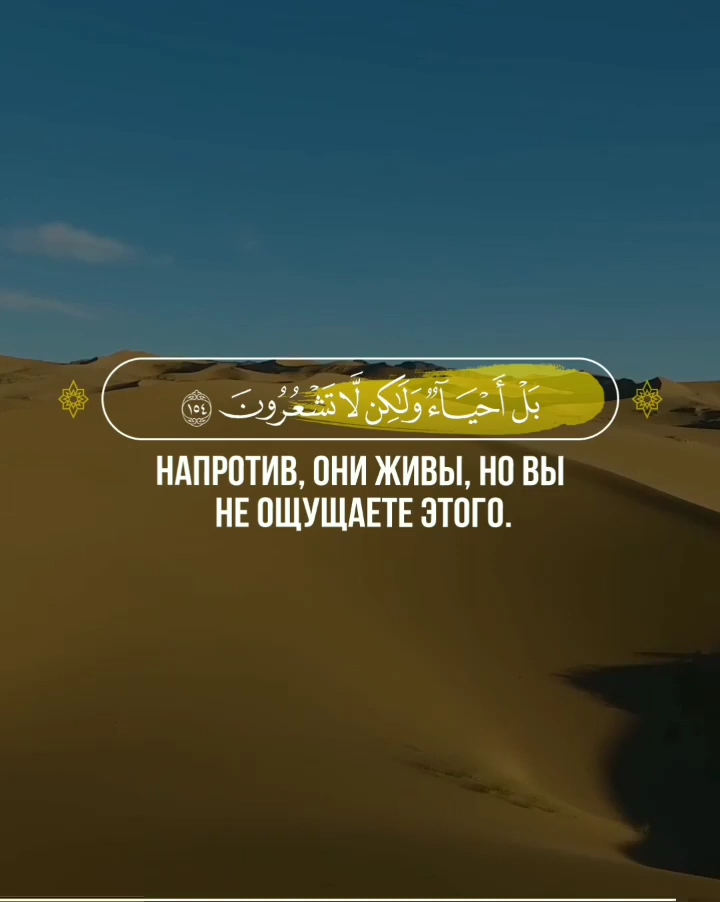 بَلْ أَحْيَآءٌ وَلَٰكِن لَّا تَشْعُرُونَ ١٥٤
НАПРОТИВ, ОНИ ЖИВЫ, НО ВЫ
НЕ ОЩУЩАЕТЕ ЭТОГО.